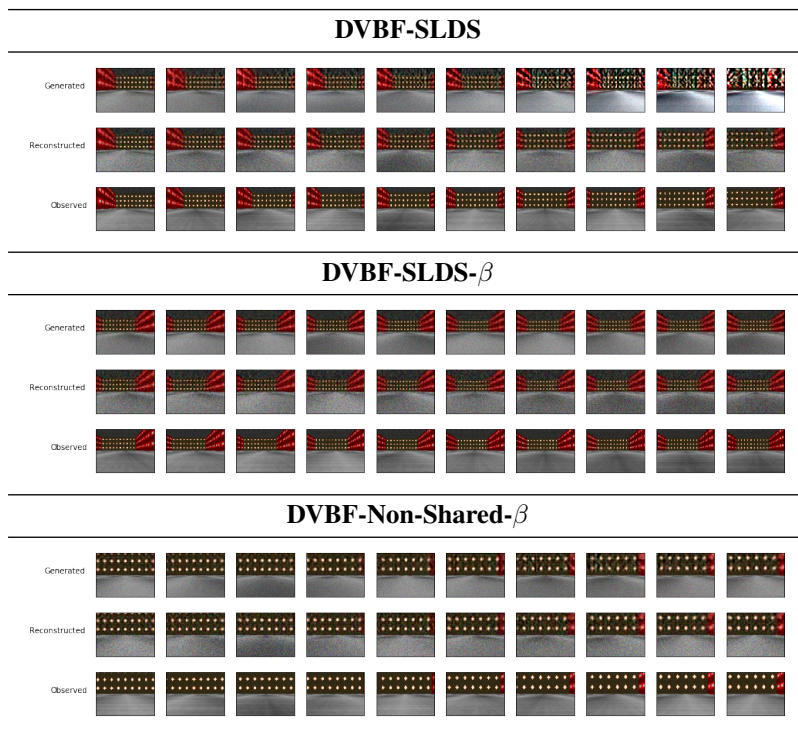 DVBF-SLDS
Generated
Reconstructed
Observed
DVBF-SLDS-β
Generated
Reconstructed
Observed
DVBF-Non-Shared-β
Generated
Reconstructed
Observed